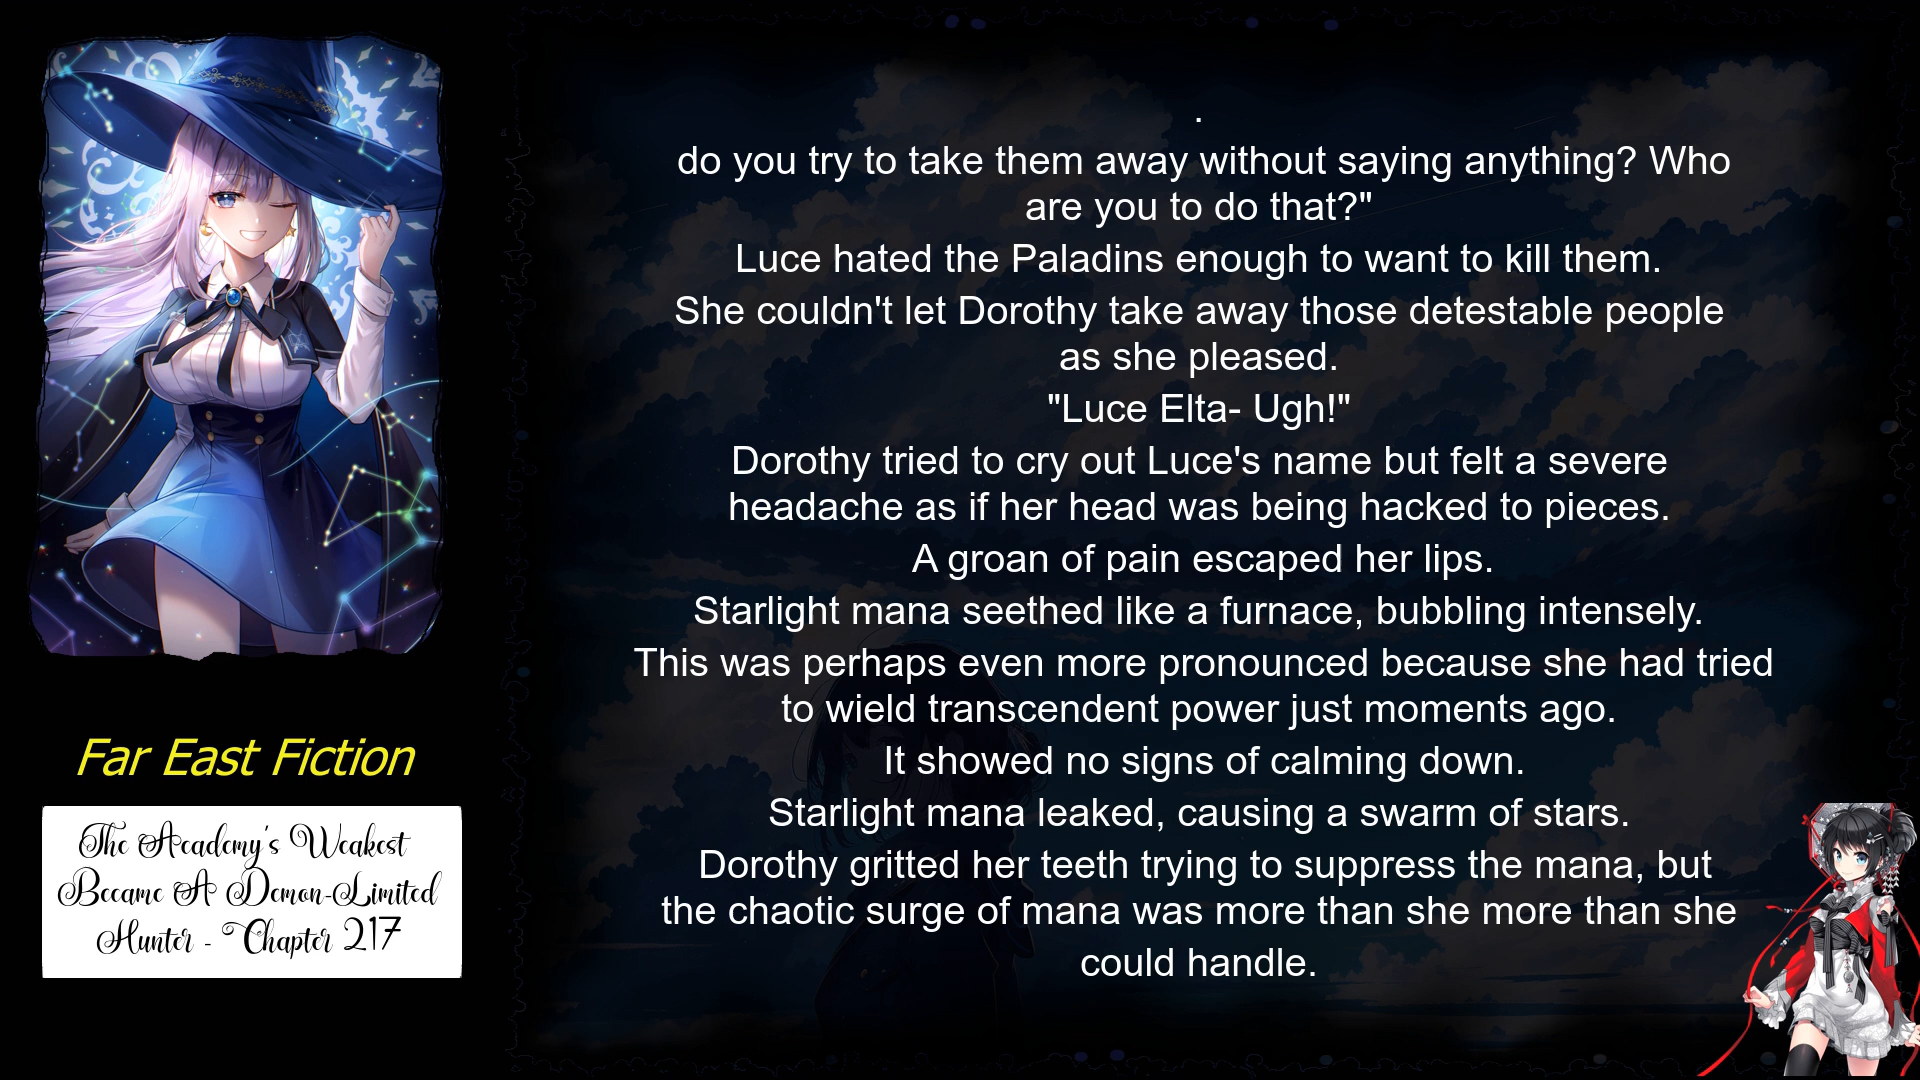 .
do you try to take them away without saying anything? Who
are you to do that?"
Luce hated the Paladins enough to want to kill them.
She couldn't let Dorothy take away those detestable people
as she pleased.
"Luce Elta- Ugh!"
Dorothy tried to cry out Luce's name but felt a severe
headache as if her head was being hacked to pieces.
A groan of pain escaped her lips.
Starlight mana seethed like a furnace, bubbling intensely.
This was perhaps even more pronounced because she had tried
to wield transcendent power just moments ago.
It showed no signs of calming down.
Starlight mana leaked, causing a swarm of stars.
Dorothy gritted her teeth trying to suppress the mana, but
the chaotic surge of mana was more than she more than she
could handle.
Far East Fiction
The Academy's Weakest
Became A Demon-Limited
Hunter - Chapter 217